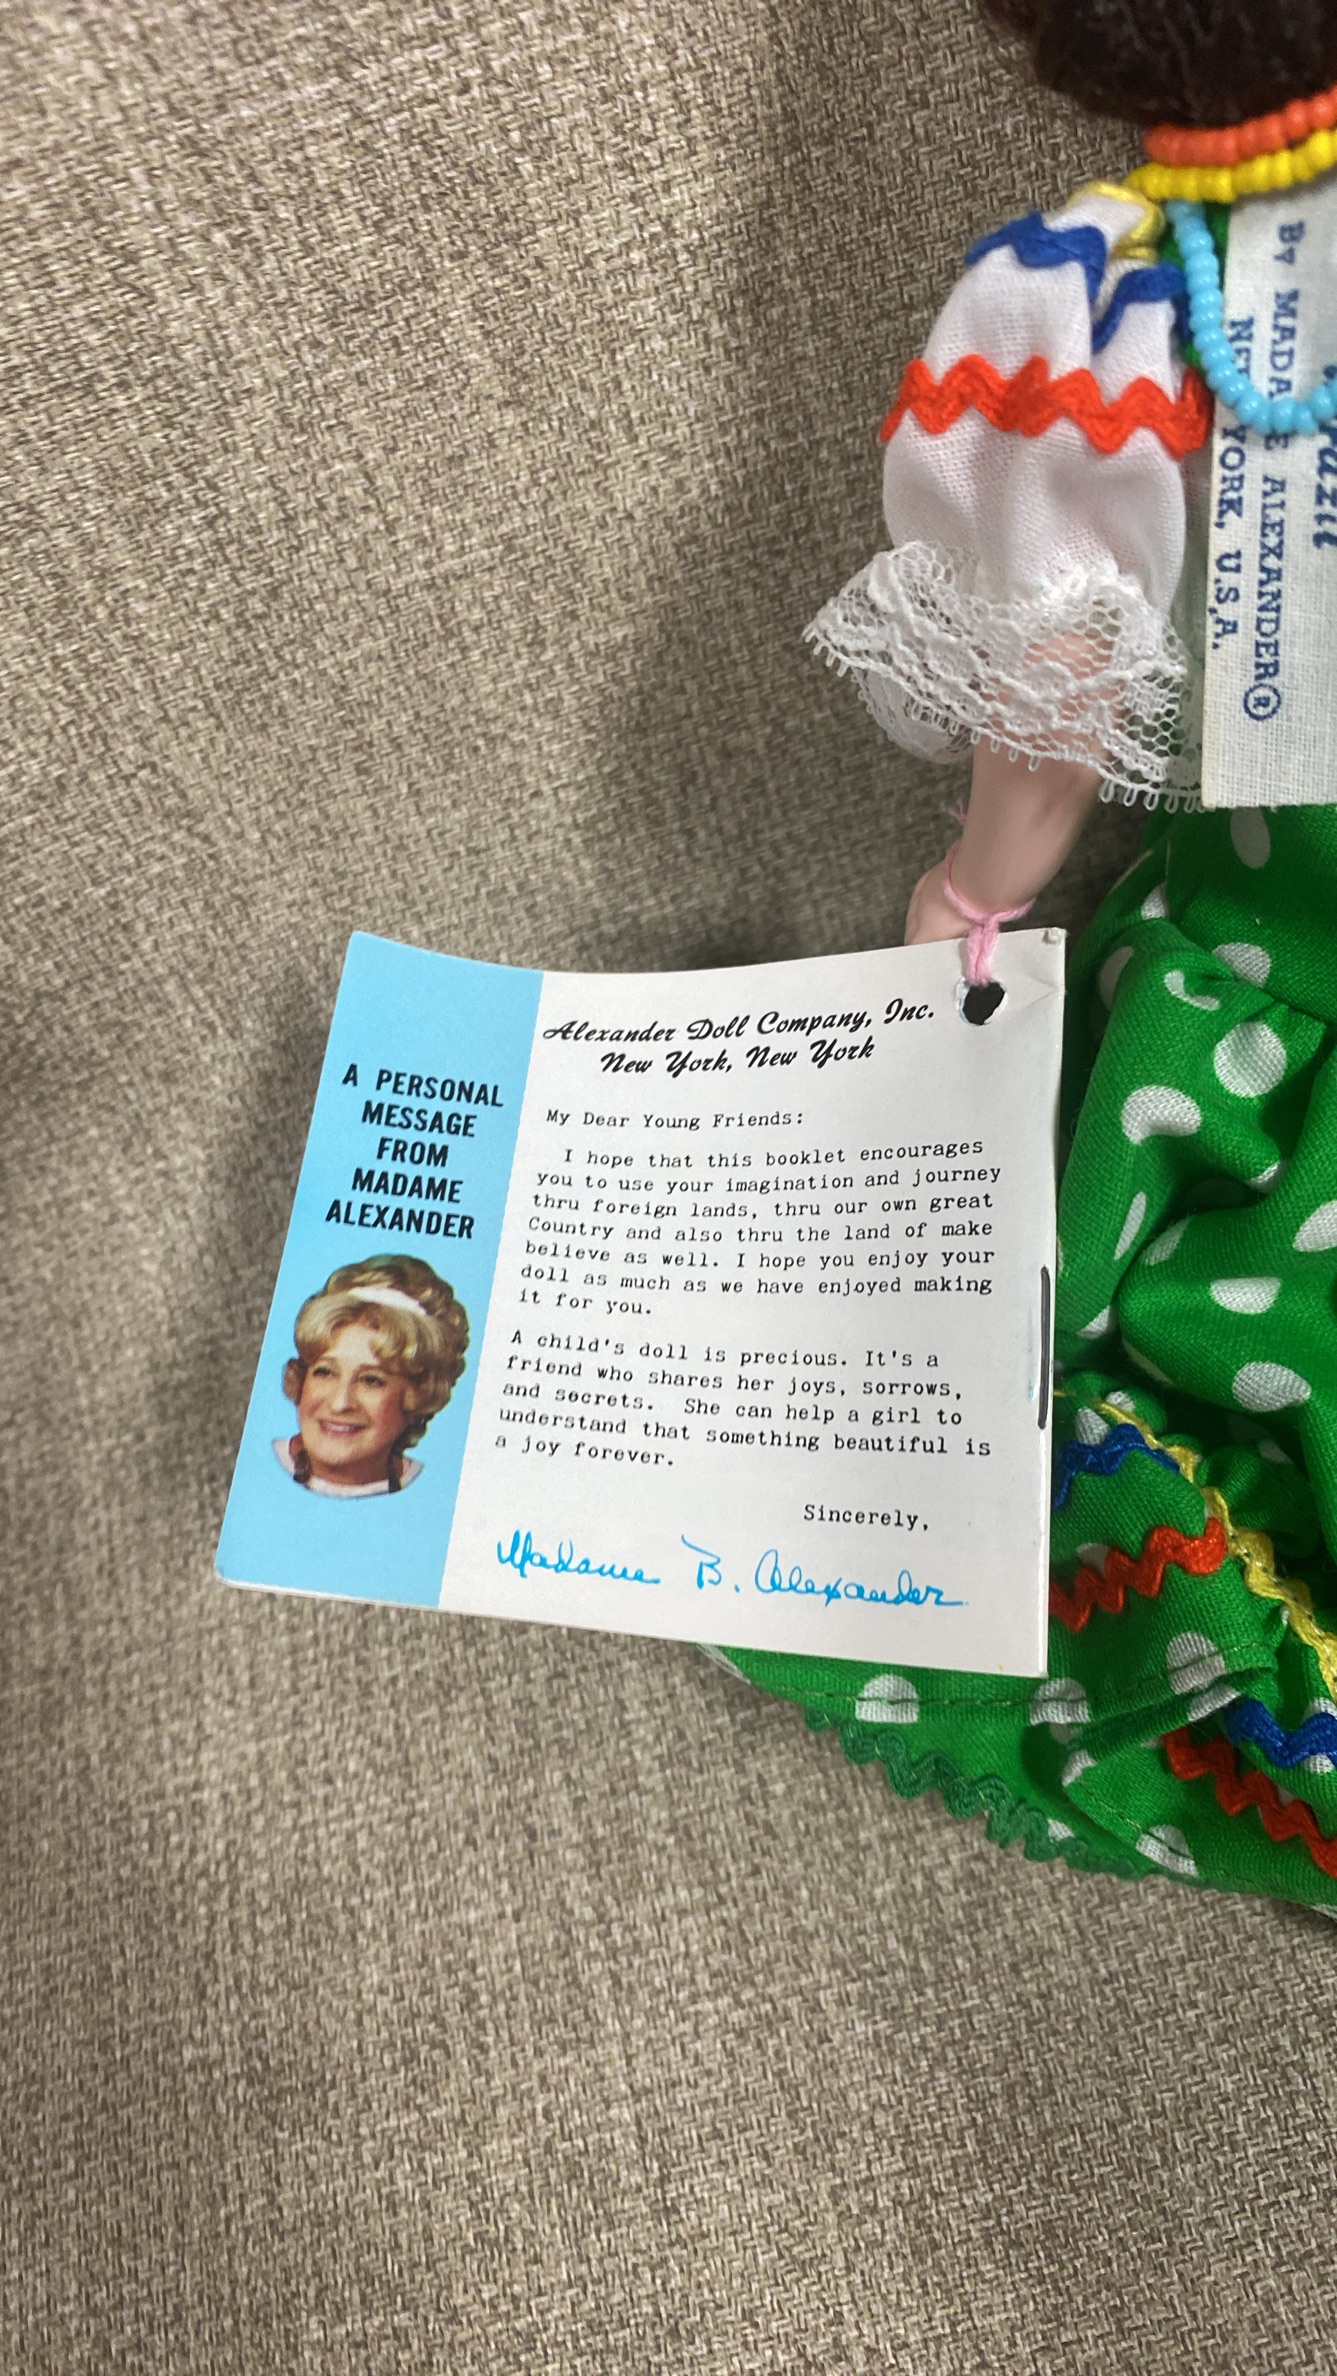 A PERSONAL
MESSAGE
FROM
MADAME
ALEXANDER
Alexander Doll Company, Inc.
New York, New York
My Dear Young Friends:
I hope that this booklet encourages
you to use your imagination and journey
thru foreign lands, thru our own great
Country and also thru the land of make
believe as well. I hope you enjoy your
doll as much as we have enjoyed making
it for you.
A child's doll is precious. It's a
friend who shares her joys, sorrows,
and secrets. She can help a girl to
understand that something beautiful is
a joy forever.
Sincerely,
Madame B. Alexander
By MADAME ALEXANDER®
NEW YORK, U.S.A.